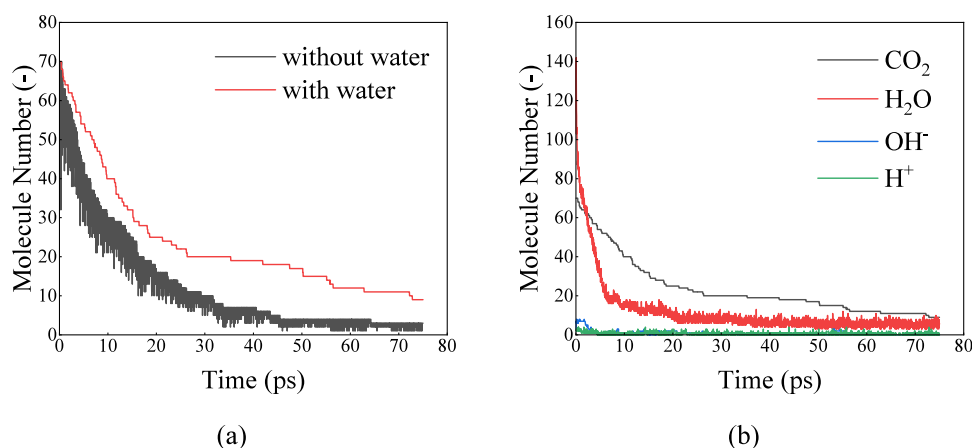 80
70
60
50
40
30
20
10
0
0 10 20 30 40 50 60 70 80
Molecule Number (-)
Time (ps)
without water
with water
(a)
160
140
120
100
80
60
40
20
0
0 10 20 30 40 50 60 70 80
Molecule Number (-)
Time (ps)
CO₂
H₂O
OH⁻
H⁺
(b)